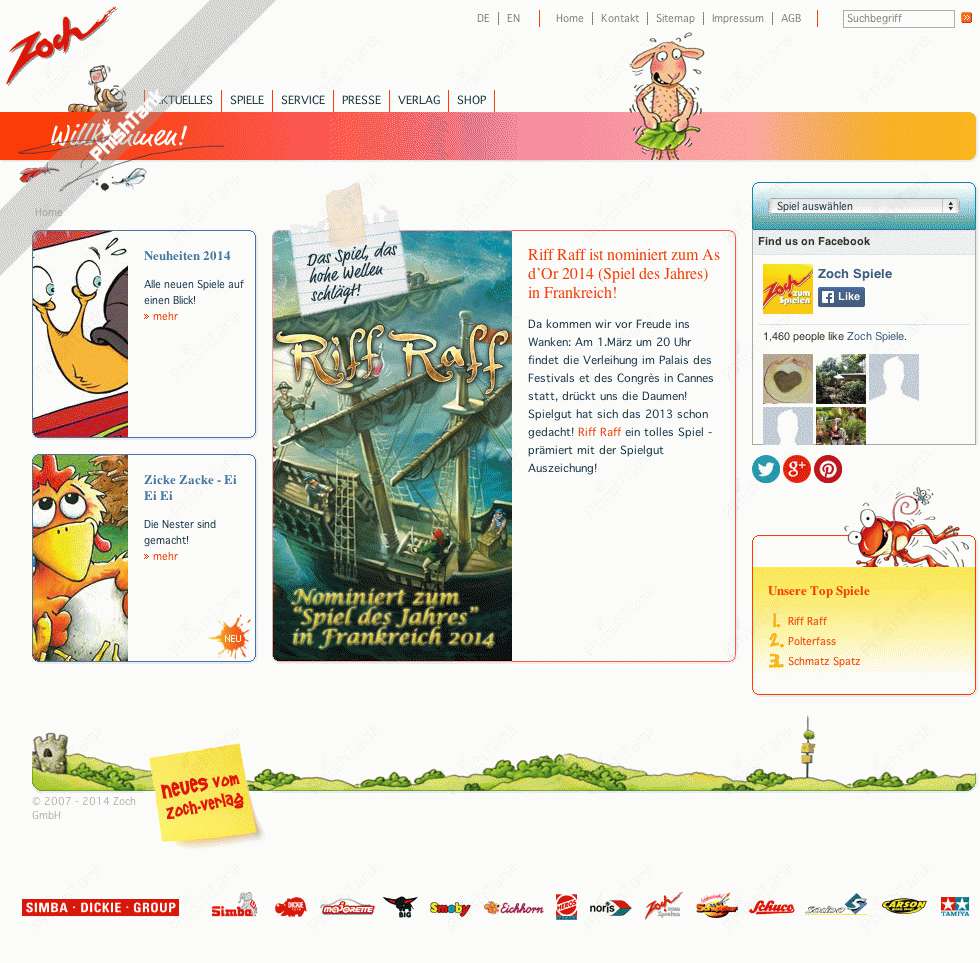 Zoch
DE EN Home Kontakt Sitemap Impressum AGB Suchbegriff
AKTUELLES SPIELE SERVICE PRESSE VERLAG SHOP
Willkommen!
PhishTank
Home
Neuheiten 2014
Alle neuen Spiele auf
einen Blick!
mehr
Zicke Zacke - Ei
Ei Ei
Die Nester sind
gemacht!
mehr
NEU
Das Spiel, das
hohe Wellen
schlägt!
Riff Raff
Nominiert zum
"Spiel des Jahres"
in Frankreich 2014
Riff Raff ist nominiert zum As
d'Or 2014 (Spiel des Jahres)
in Frankreich!
Da kommen wir vor Freude ins
Wanken: Am 1.März um 20 Uhr
findet die Verleihung im Palais des
Festivals et des Congrès in Cannes
statt, drückt uns die Daumen!
Spielgut hat sich das 2013 schon
gedacht! Riff Raff ein tolles Spiel -
prämiert mit der Spielgut
Auszeichung!
Spiel auswählen
Find us on Facebook
Zoch zum Spielen
Zoch Spiele
Like
1,460 people like Zoch Spiele.
Unsere Top Spiele
1. Riff Raff
2. Polterfass
3. Schmatz Spatz
neues vom
Zoch-verlag
© 2007 - 2014 Zoch
GmbH
SIMBA · DICKIE · GROUP
Simba DICKIE majorette BIG Smoby Eichhorn HEROS noris Zoch Schuco CARSON TAMIYA